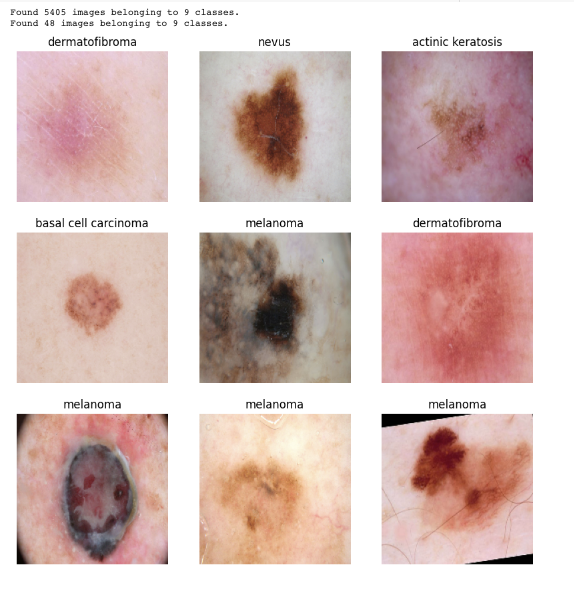 Found 5405 images belonging to 9 classes.
Found 48 images belonging to 9 classes.
dermatofibroma
nevus
actinic keratosis
basal cell carcinoma
melanoma
dermatofibroma
melanoma
melanoma
melanoma